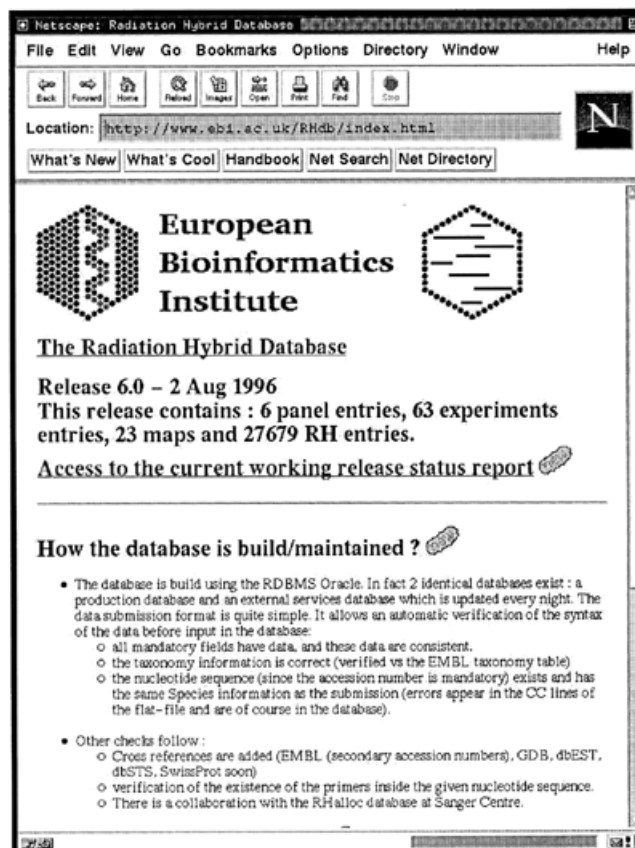 Netscape: Radiation Hybrid Database
File Edit View Go Bookmarks Options Directory Window Help
Back Forward Home Reload Images Open Print Find Stop
Location: http://www.ebi.ac.uk/RHdb/index.html
N
What's New What's Cool Handbook Net Search Net Directory
European
Bioinformatics
Institute
The Radiation Hybrid Database
Release 6.0 – 2 Aug 1996
This release contains : 6 panel entries, 63 experiments
entries, 23 maps and 27679 RH entries.
Access to the current working release status report
How the database is build/maintained ?
• The database is build using the RDBMS Oracle. In fact 2 identical databases exist : a
production database and an external services database which is updated every night. The
data submission format is quite simple. It allows an automatic verification of the syntax
of the data before input in the database:
○ all mandatory fields have data, and these data are consistent.
○ the taxonomy information is correct (verified vs the EMBL taxonomy table)
○ the nucleotide sequence (since the accession number is mandatory) exists and has
the same Species information as the submission (errors appear in the CC lines of
the flat-file and are of course in the database).
• Other checks follow :
○ Cross references are added (EMBL (secondary accession numbers), GDB, dbEST,
dbSTS, SwissProt soon)
○ verification of the existence of the primers inside the given nucleotide sequence.
○ There is a collaboration with the RHalloc database at Sanger Centre.